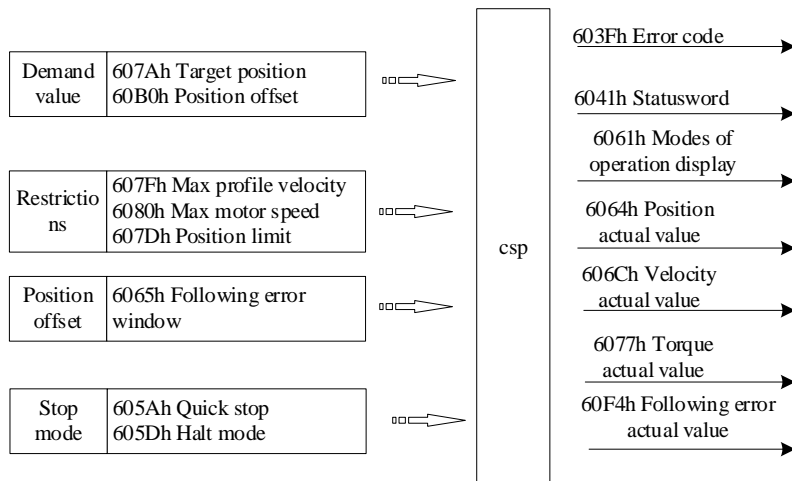 Demand
value
607Ah Target position
60B0h Position offset
Restrictio
ns
607Fh Max profile velocity
6080h Max motor speed
607Dh Position limit
Position
offset
6065h Following error
window
Stop
mode
605Ah Quick stop
605Dh Halt mode
csp
603Fh Error code
6041h Statusword
6061h Modes of
operation display
6064h Position
actual value
606Ch Velocity
actual value
6077h Torque
actual value
60F4h Following error
actual value